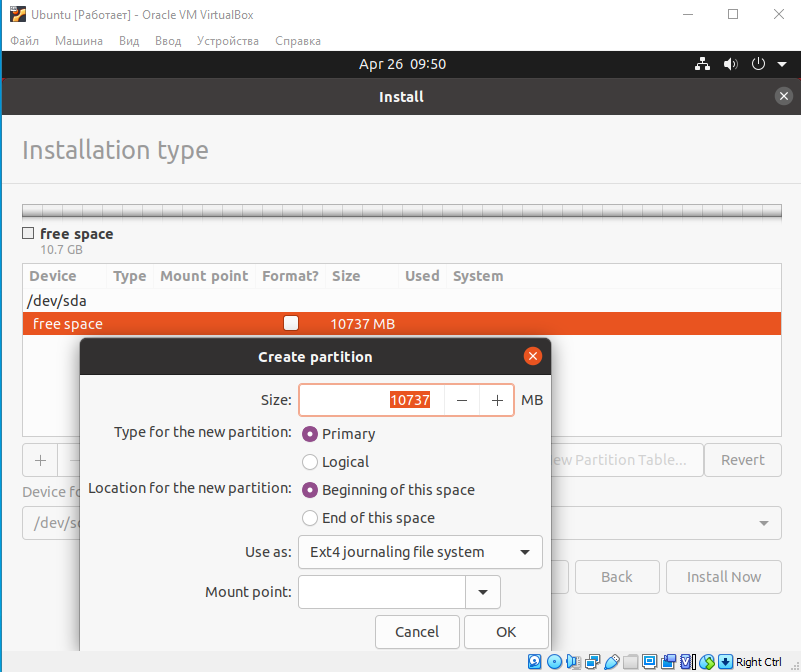 Ubuntu [Работает] - Oracle VM VirtualBox
Файл Машина Вид Ввод Устройства Справка
Apr 26 09:50
Install
Installation type
free space
10.7 GB
Device Type Mount point Format? Size Used System
/dev/sda
free space 10737 MB
Create partition
Size: 10737 MB
Type for the new partition: Primary
Logical
Location for the new partition: Beginning of this space
End of this space
Use as: Ext4 journaling file system
Mount point:
Cancel OK
+ − ew Partition Table... Revert
Device fo
/dev/s
Back Install Now
Right Ctrl